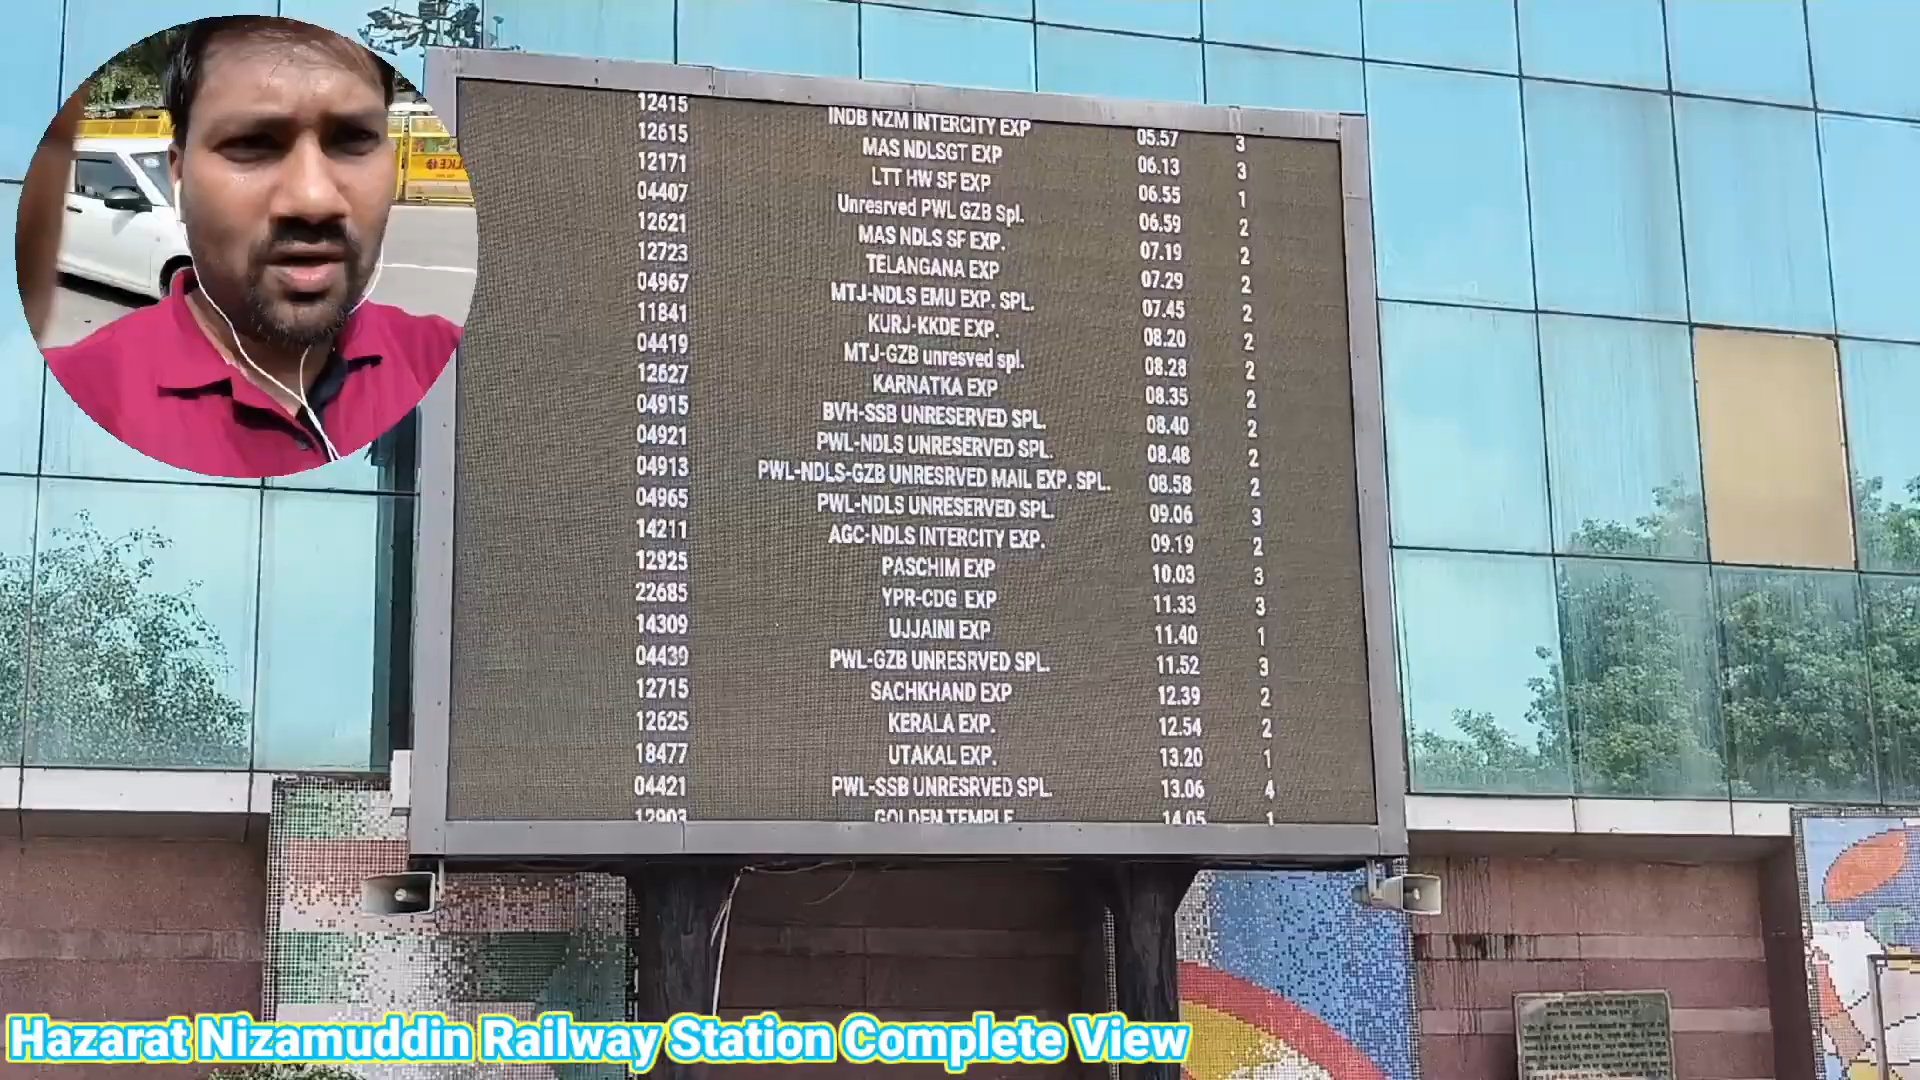 12415 INDB NZM INTERCITY EXP 05.57 3
12615 MAS NDLSGT EXP 06.13 3
12171 LTT HW SF EXP 06.55 1
04407 Unresrved PWL GZB Spl. 06.59 2
12621 MAS NDLS SF EXP. 07.19 2
12723 TELANGANA EXP 07.29 2
04967 MTJ-NDLS EMU EXP. SPL. 07.45 2
11841 KURJ-KKDE EXP. 08.20 2
04419 MTJ-GZB unresved spl. 08.28 2
12627 KARNATKA EXP 08.35 2
04915 BVH-SSB UNRESERVED SPL. 08.40 2
04921 PWL-NDLS UNRESERVED SPL. 08.48 2
04913 PWL-NDLS-GZB UNRESRVED MAIL EXP. SPL. 08.58 2
04965 PWL-NDLS UNRESERVED SPL. 09.06 3
14211 AGC-NDLS INTERCITY EXP. 09.19 2
12925 PASCHIM EXP 10.03 3
22685 YPR-CDG EXP 11.33 3
14309 UJJAINI EXP 11.40 1
04439 PWL-GZB UNRESRVED SPL. 11.52 3
12715 SACHKHAND EXP 12.39 2
12625 KERALA EXP. 12.54 2
18477 UTAKAL EXP. 13.20 1
04421 PWL-SSB UNRESRVED SPL. 13.06 4
12903 GOLDEN TEMPLE 14.05 1
Hazarat Nizamuddin Railway Station Complete View